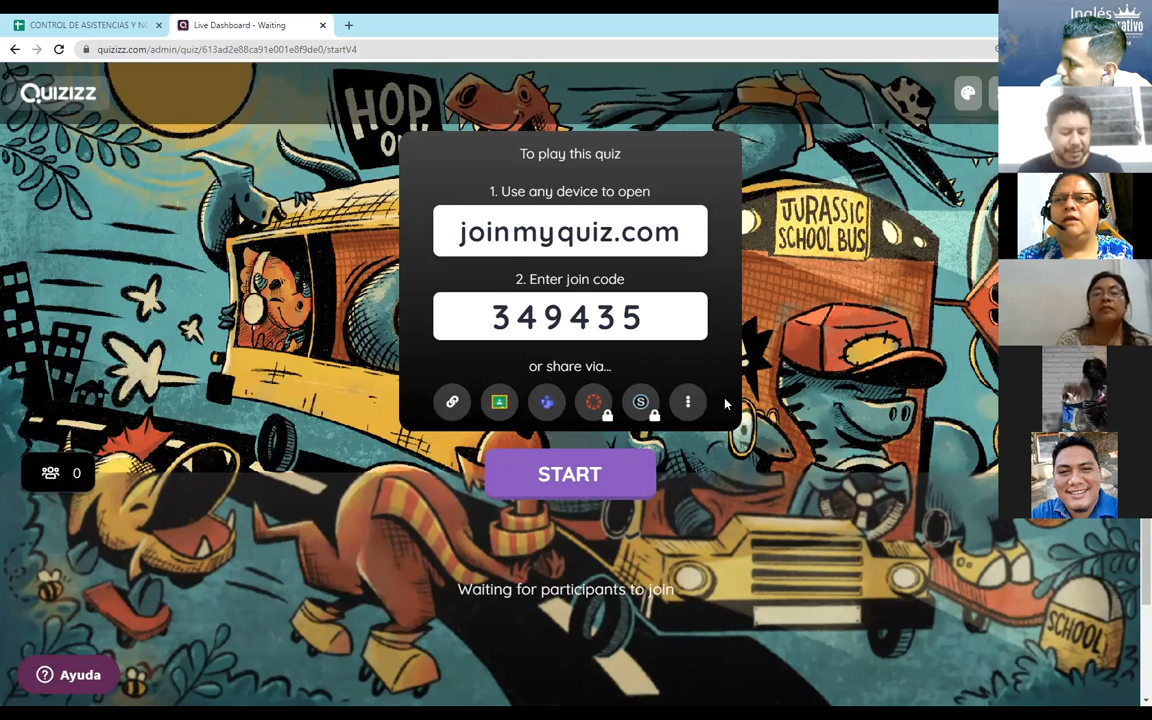 CONTROL DE ASISTENCIAS Y NO
Live Dashboard - Waiting
quizizz.com/admin/quiz/613ad2e88ca91e001e8f9de0/startV4
Inglés
QUIZIZZ
HOP
To play this quiz
1. Use any device to open
joinmyquiz.com
2. Enter join code
349435
or share via...
JURASSIC
SCHOOL BUS
0
START
Waiting for participants to join
SCHOOL
Ayuda